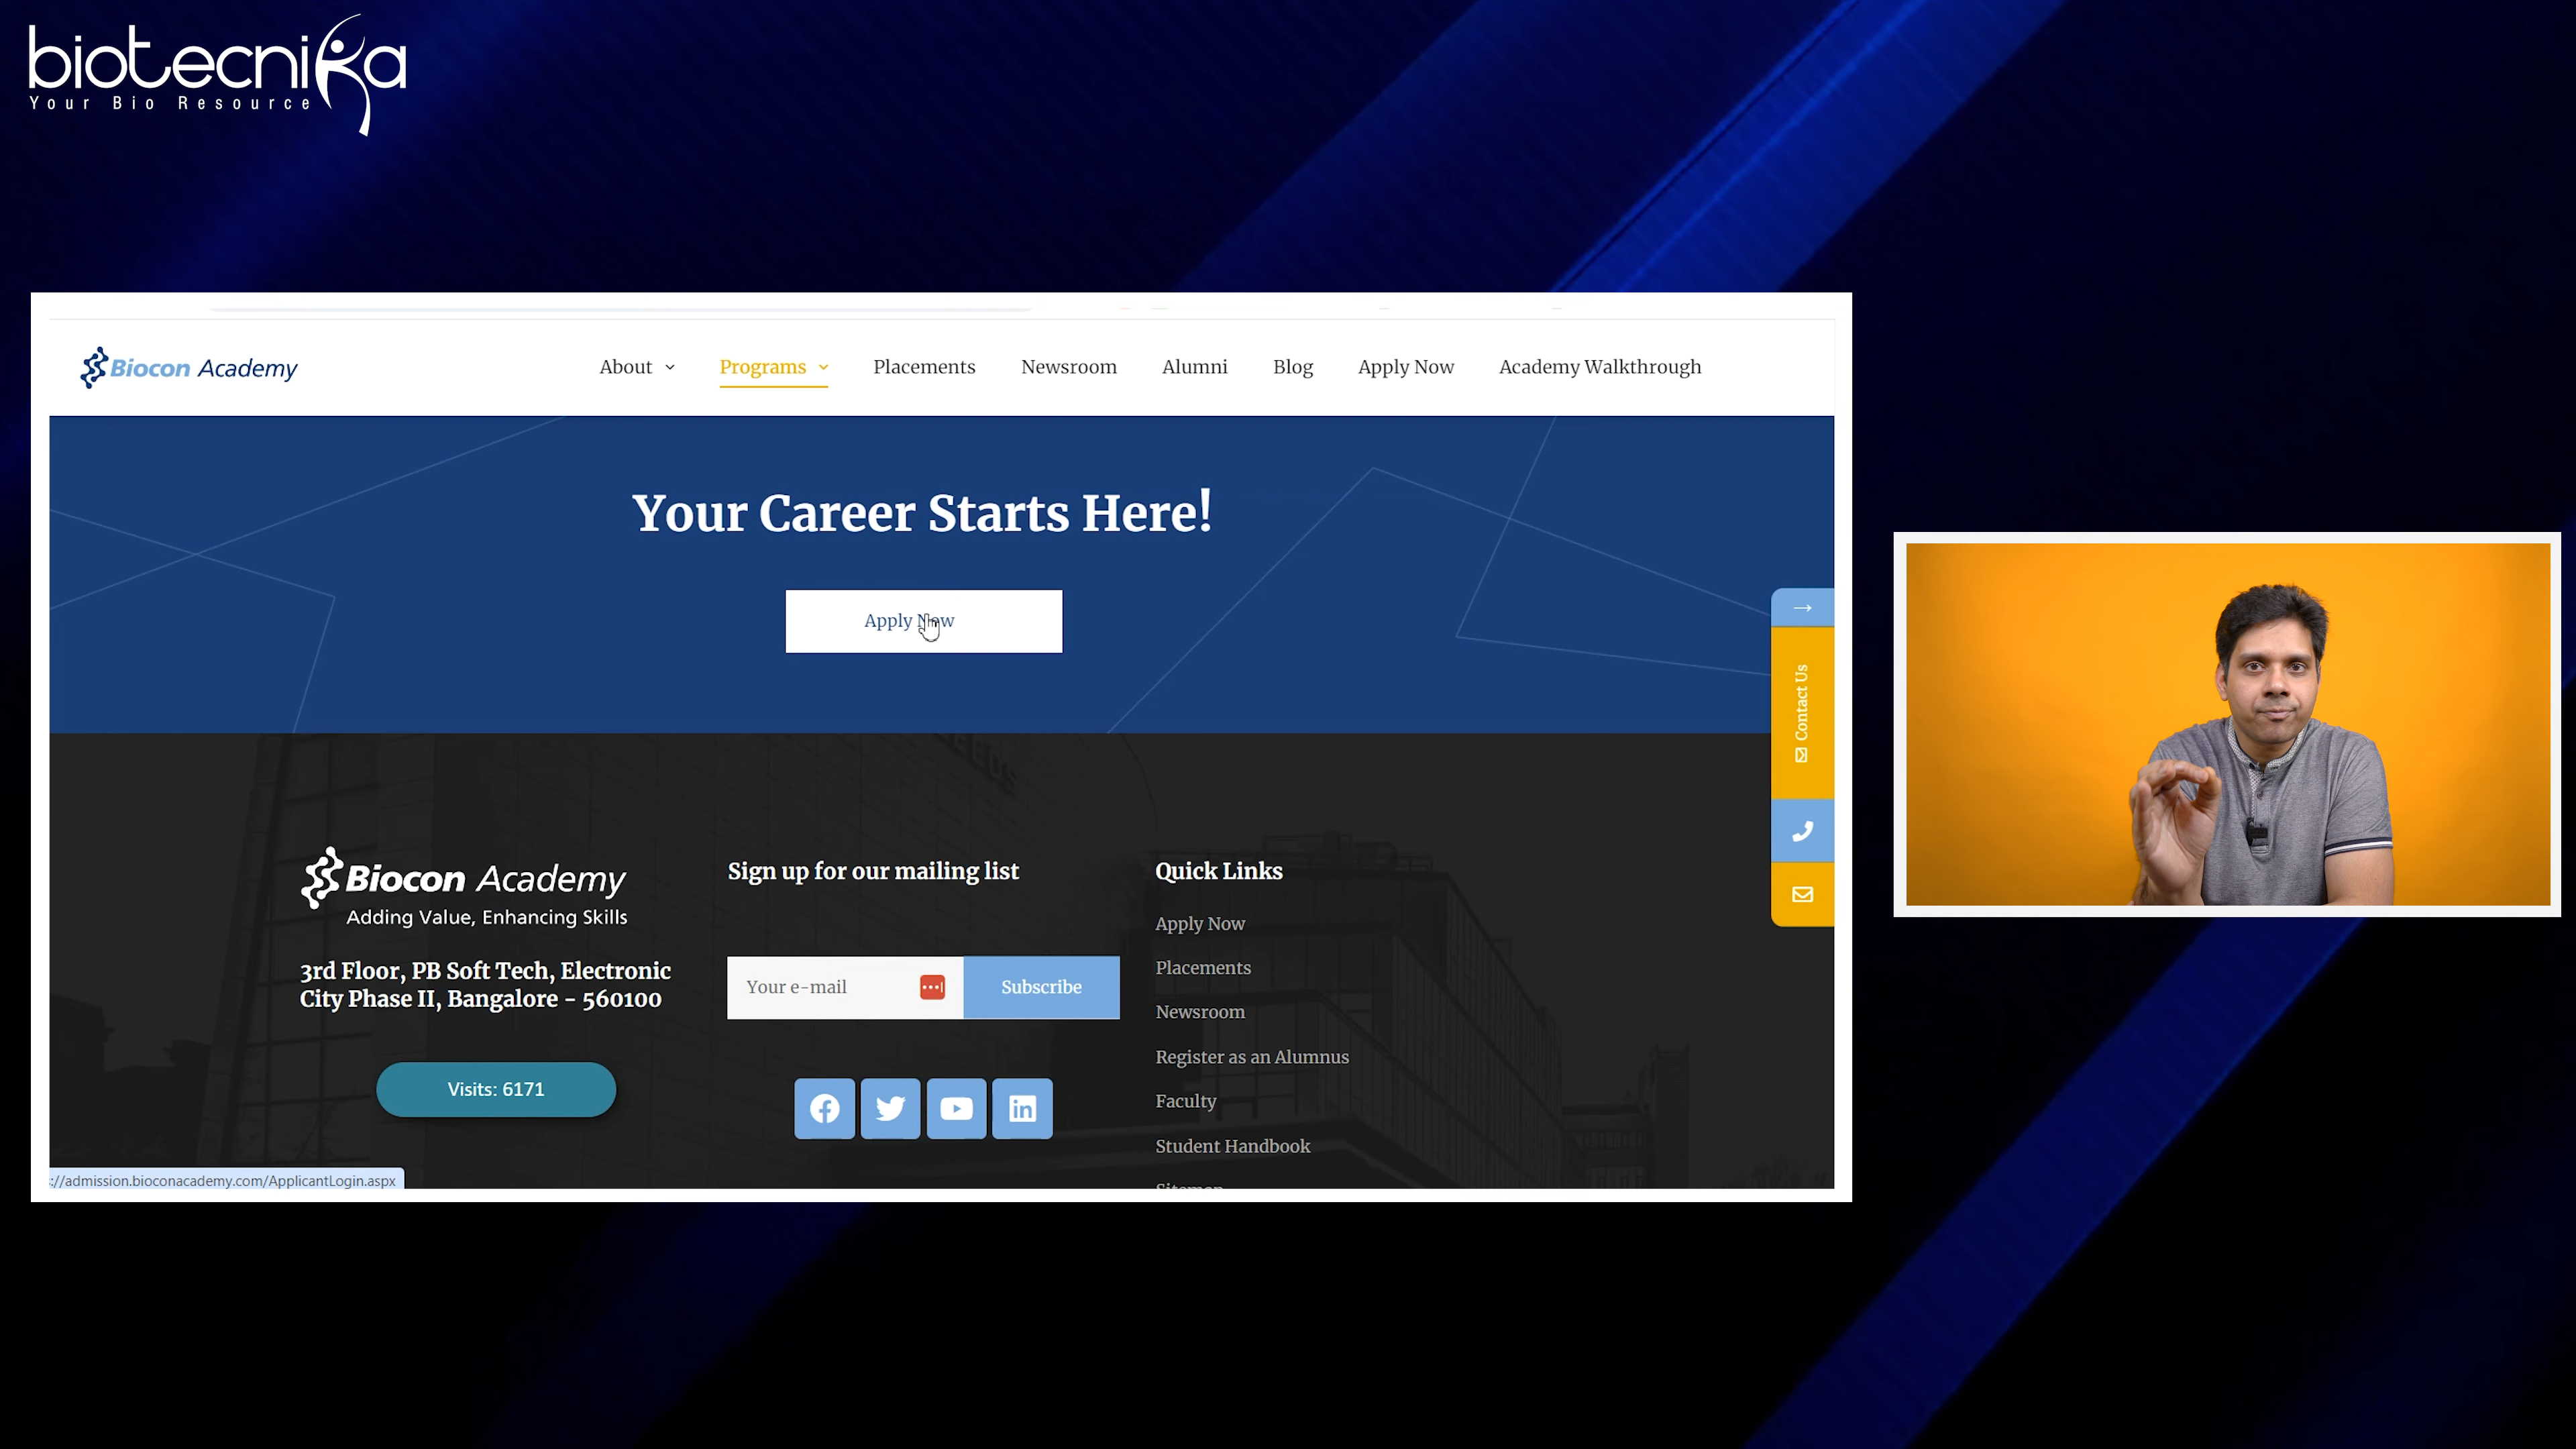 biotecnika
Your Bio Resource
Biocon Academy
About
Programs
Placements
Newsroom
Alumni
Blog
Apply Now
Academy Walkthrough
Your Career Starts Here!
Apply Now
Contact Us
Biocon Academy
Adding Value, Enhancing Skills
3rd Floor, PB Soft Tech, Electronic
City Phase II, Bangalore - 560100
Visits: 6171
Sign up for our mailing list
Your e-mail
Subscribe
Quick Links
Apply Now
Placements
Newsroom
Register as an Alumnus
Faculty
Student Handbook
://admission.bioconacademy.com/ApplicantLogin.aspx